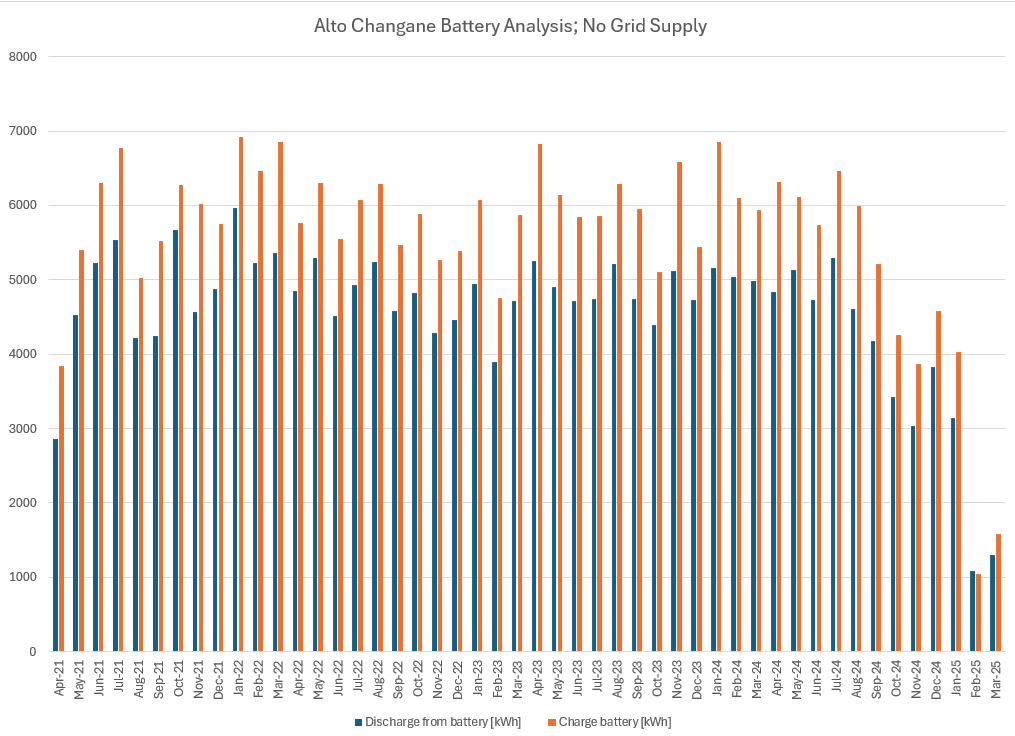 Alto Changane Battery Analysis; No Grid Supply
8000
7000
6000
5000
4000
3000
2000
1000
0
Apr-21
May-21
Jun-21
Jul-21
Aug-21
Sep-21
Oct-21
Nov-21
Dec-21
Jan-22
Feb-22
Mar-22
Apr-22
May-22
Jun-22
Jul-22
Aug-22
Sep-22
Oct-22
Nov-22
Dec-22
Jan-23
Feb-23
Mar-23
Apr-23
May-23
Jun-23
Jul-23
Aug-23
Sep-23
Oct-23
Nov-23
Dec-23
Jan-24
Feb-24
Mar-24
Apr-24
May-24
Jun-24
Jul-24
Aug-24
Sep-24
Oct-24
Nov-24
Dec-24
Jan-25
Feb-25
Mar-25
Discharge from battery [kWh]
Charge battery [kWh]